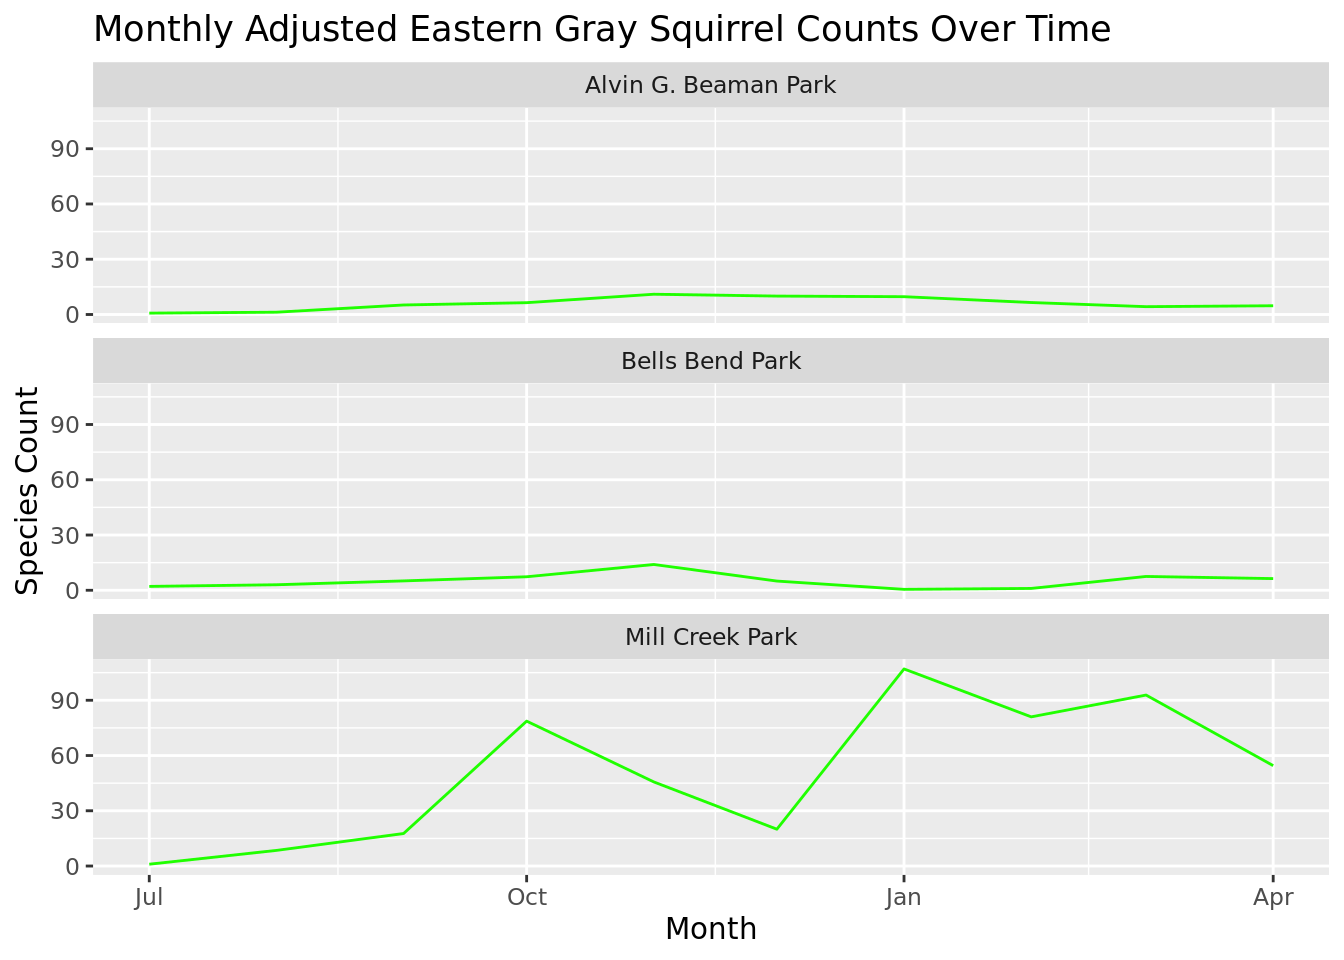 Monthly Adjusted Eastern Gray Squirrel Counts Over Time
Alvin G. Beaman Park
90
60
30
0
Bells Bend Park
90
60
30
0
Species Count
Mill Creek Park
90
60
30
0
Jul Oct Jan Apr
Month